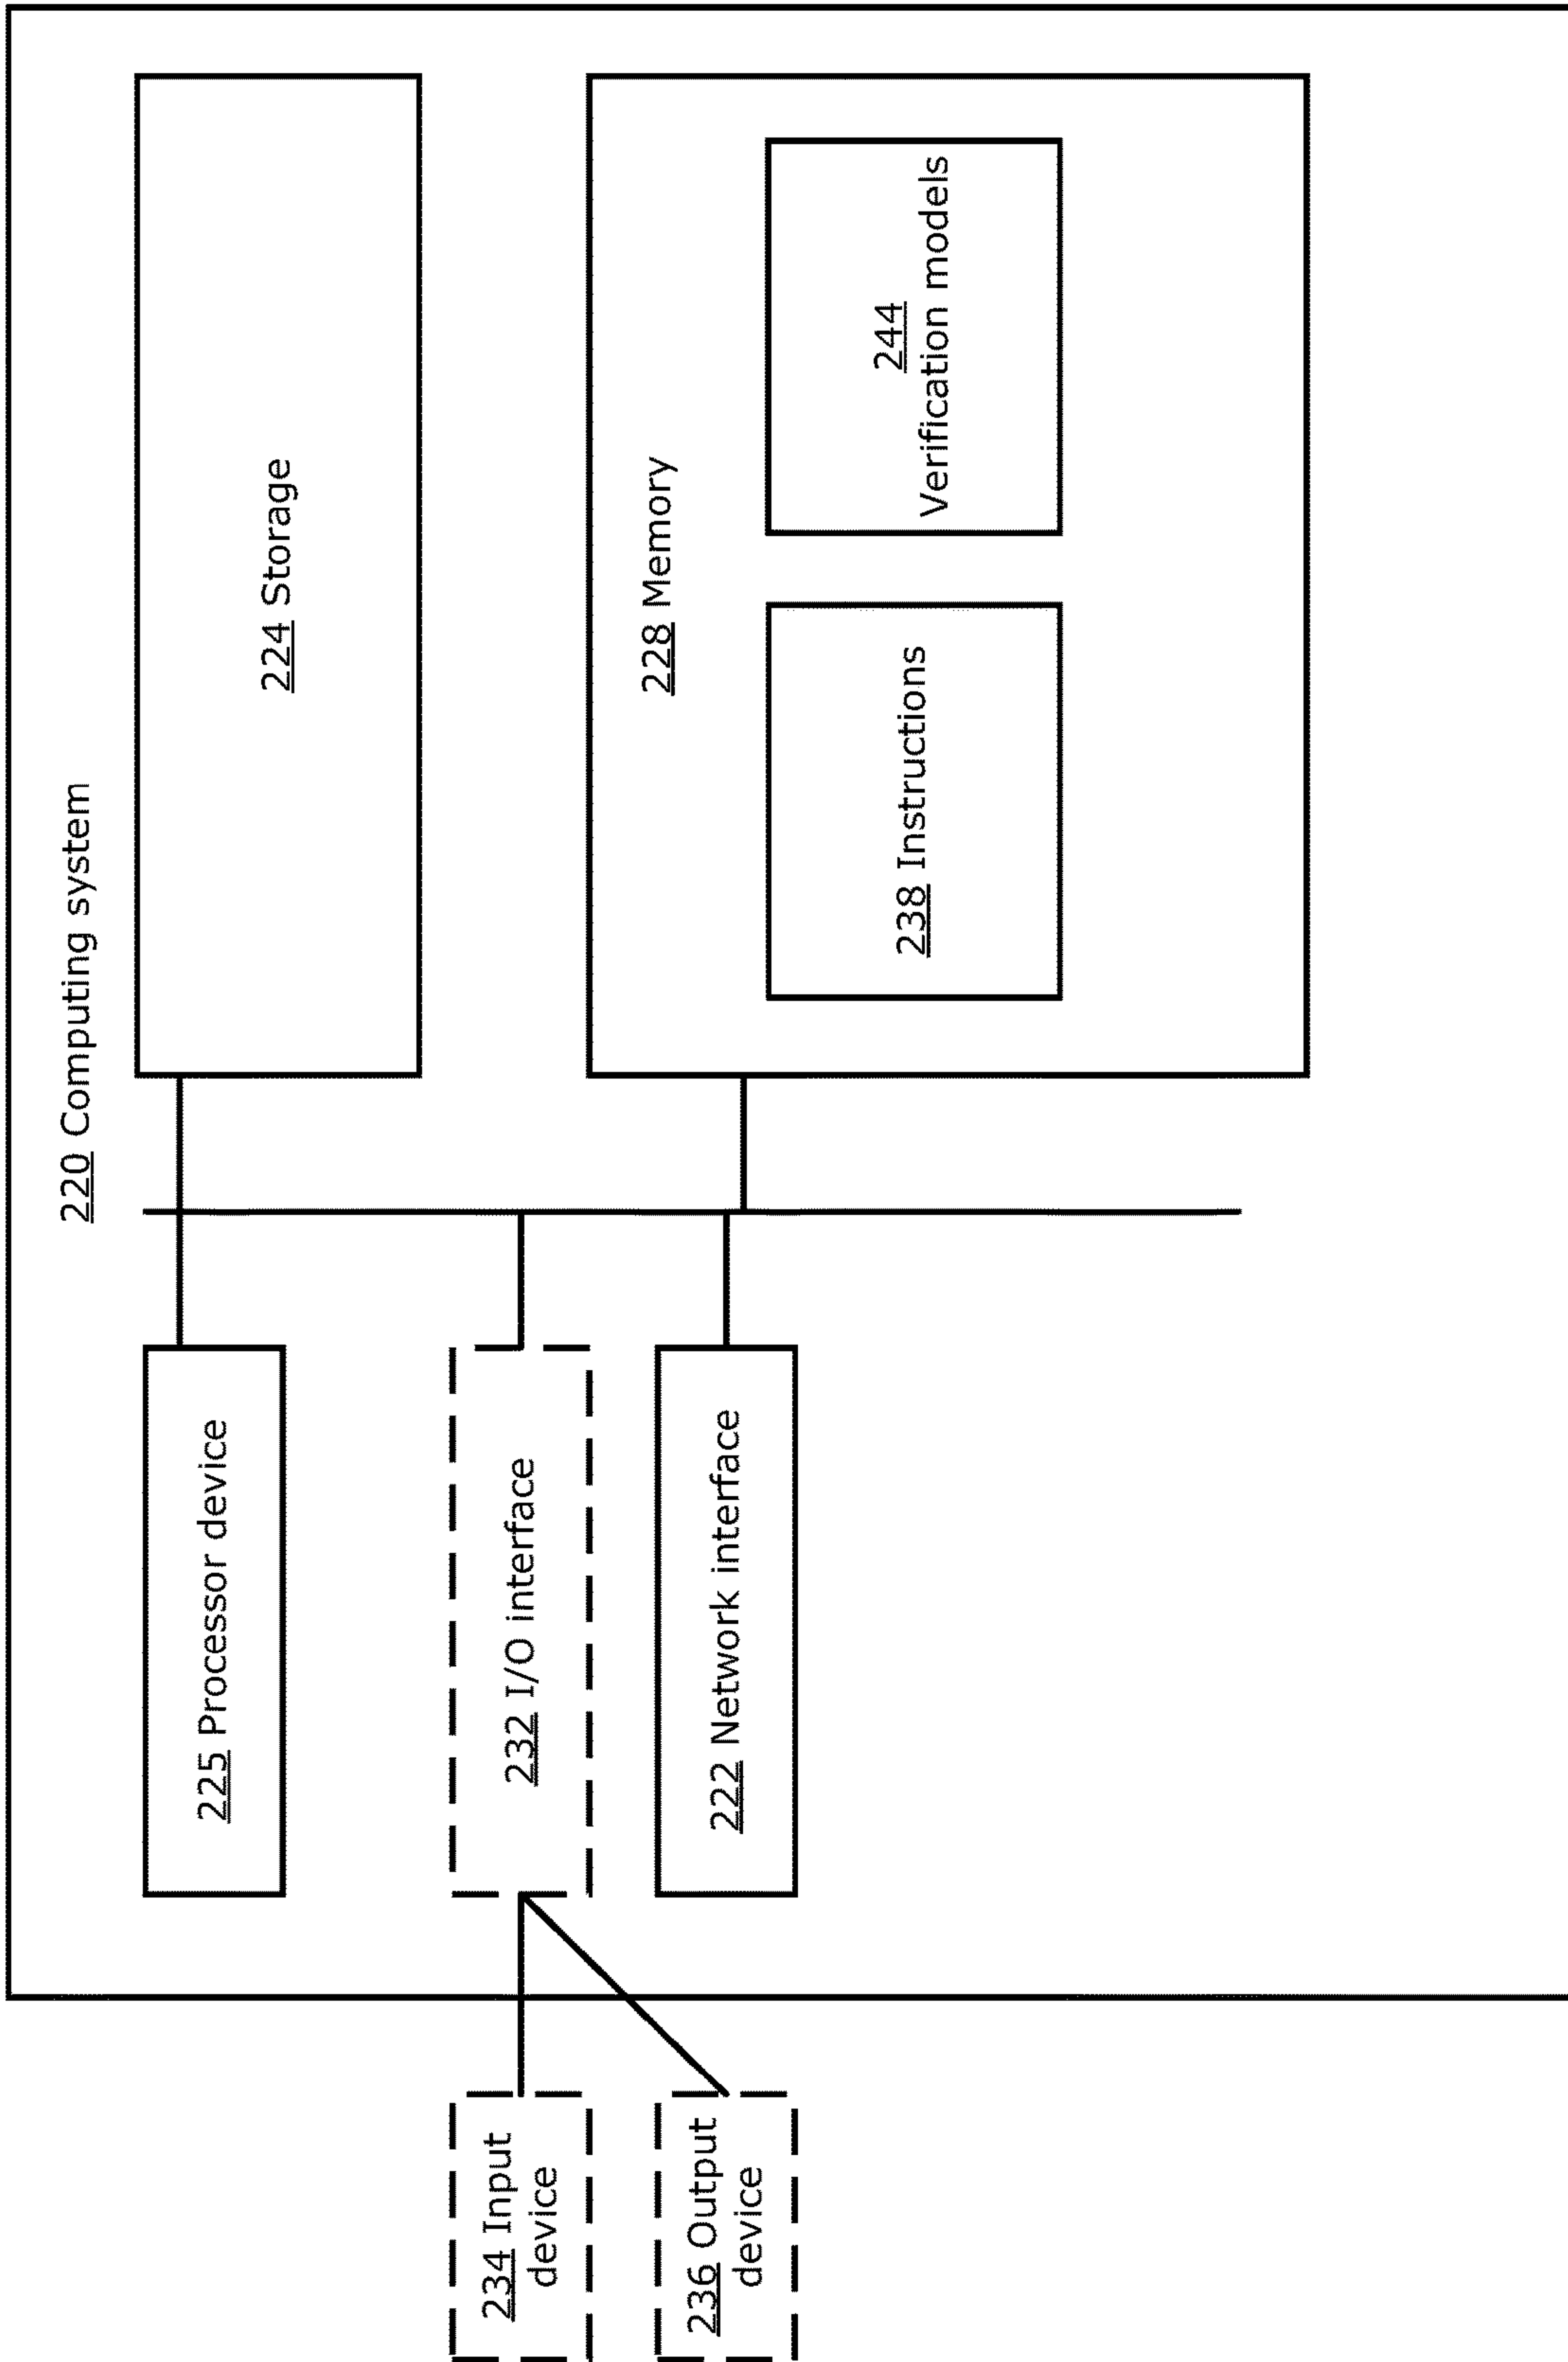 220 Computing system
225 Processor device
224 Storage
234 Input
device
232 I/O interface
236 Output
device
222 Network interface
228 Memory
238 Instructions
244
Verification models